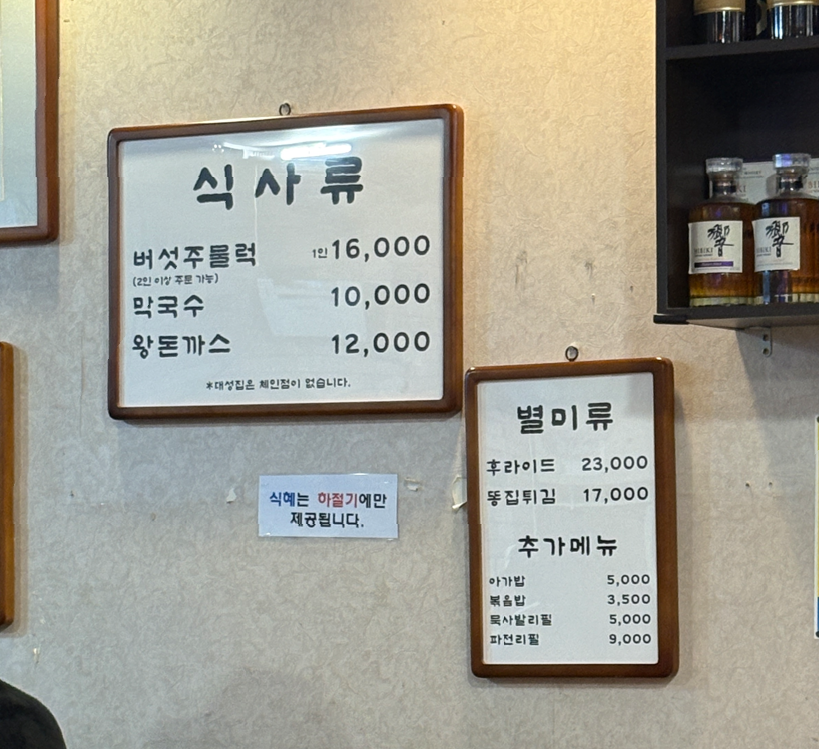 식사류
버섯주물럭 1인 16,000
(2인 이상 주문 가능)
막국수 10,000
왕돈까스 12,000
*대성집은 체인점이 없습니다.
식혜는 하절기에만
제공됩니다.
별미류
후라이드 23,000
똥집튀김 17,000
추가메뉴
아가밥 5,000
볶음밥 3,500
묵사발리필 5,000
파전리필 9,000
響
HIBIKI
響